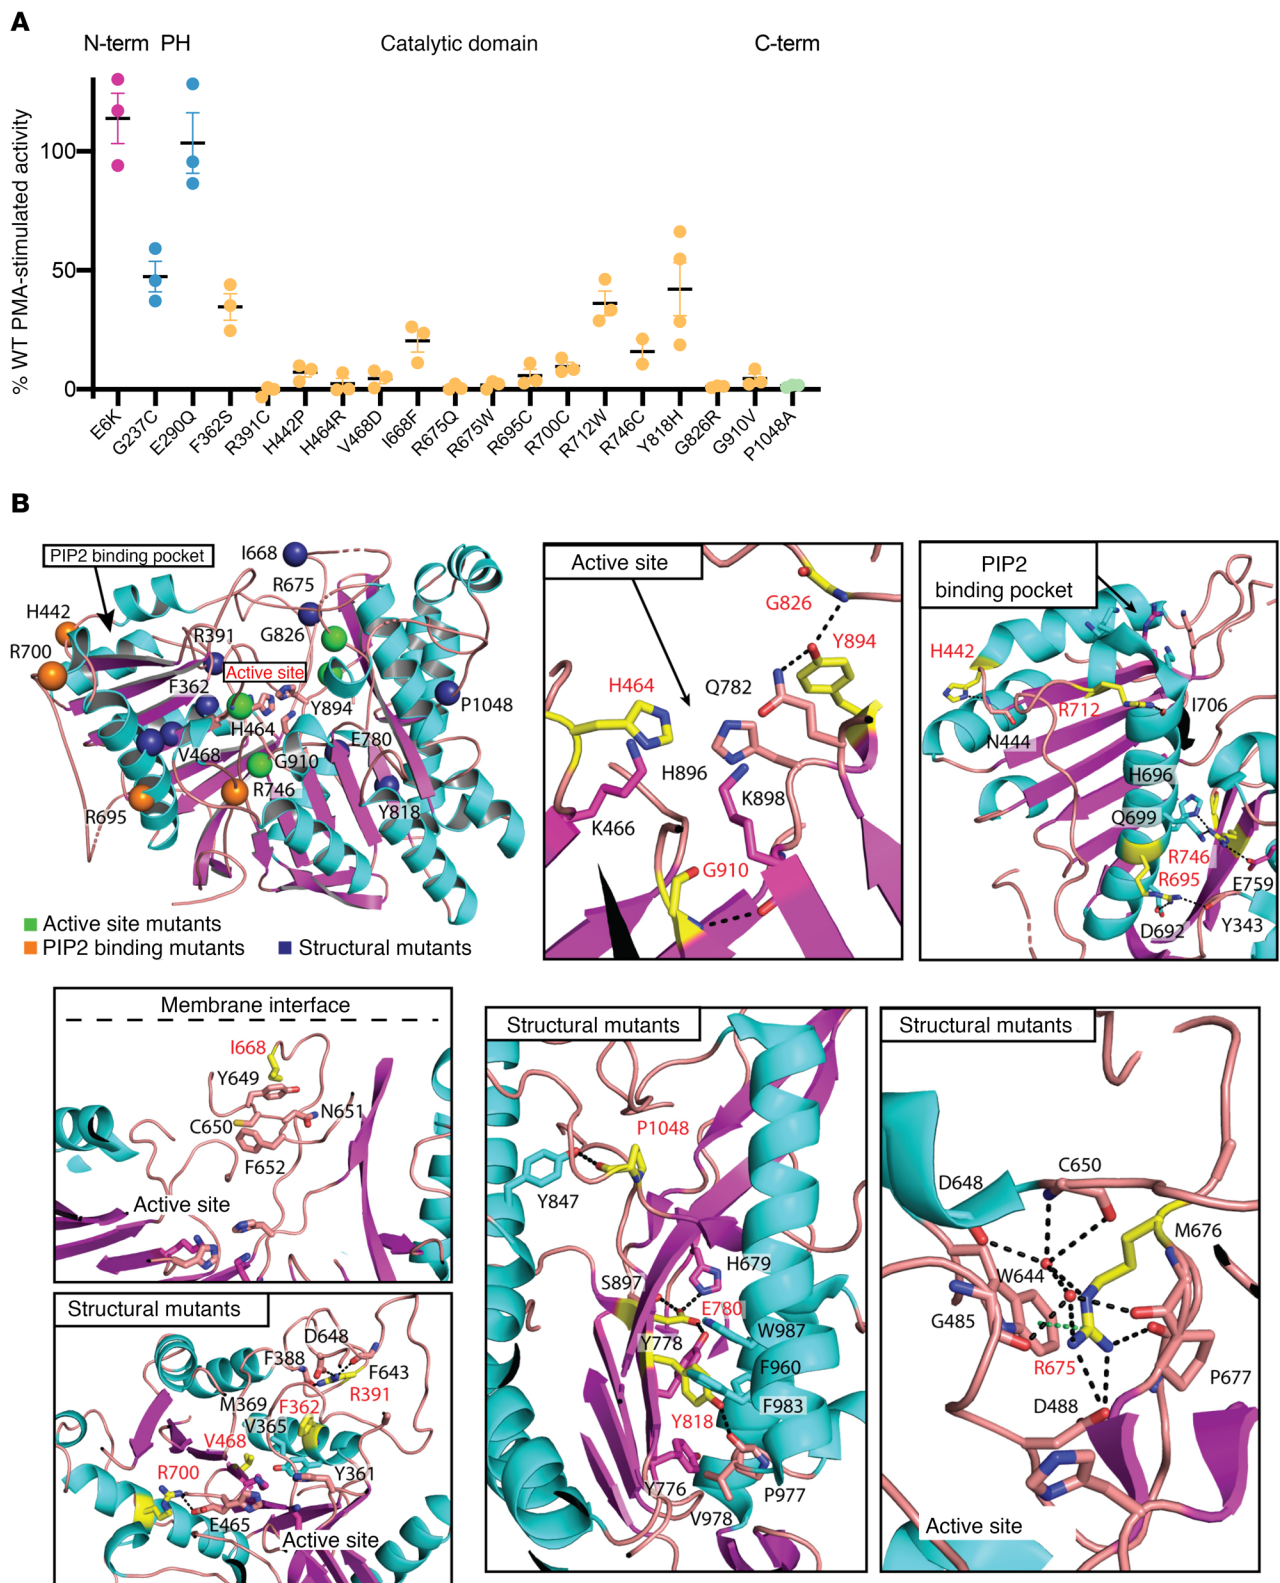 A
N-term PH Catalytic domain C-term
% WT PMA-stimulated activity
100
50
0
E6K
G237C
E290Q
F362S
R391C
H442P
H464R
V468D
I668F
R675Q
R675W
R695C
R700C
R712W
R746C
Y818H
G826R
G910V
P1048A
B
PIP2 binding pocket
I668
R675
H442
G826
R391
R700
Active site
F362
Y894
P1048
H464
E780
V468
G910
R746
R695
Y818
Active site mutants
PIP2 binding mutants
Structural mutants
Active site
G826
Y894
H464
Q782
H896
K898
K466
G910
PIP2
binding pocket
H442
R712
I706
N444
H696
Q699
R746
R695
E759
D692
Y343
Membrane interface
I668
Y649
N651
C650
F652
Active site
Structural mutants
D648
F388
F643
R391
M369
F362
V365
V468
R700
Y361
E465
Active site
Structural mutants
P1048
Y847
H679
S897
E780
W987
Y778
F960
F983
Y818
Y776
P977
V978
Structural mutants
C650
D648
M676
W644
G485
R675
P677
D488
Active site